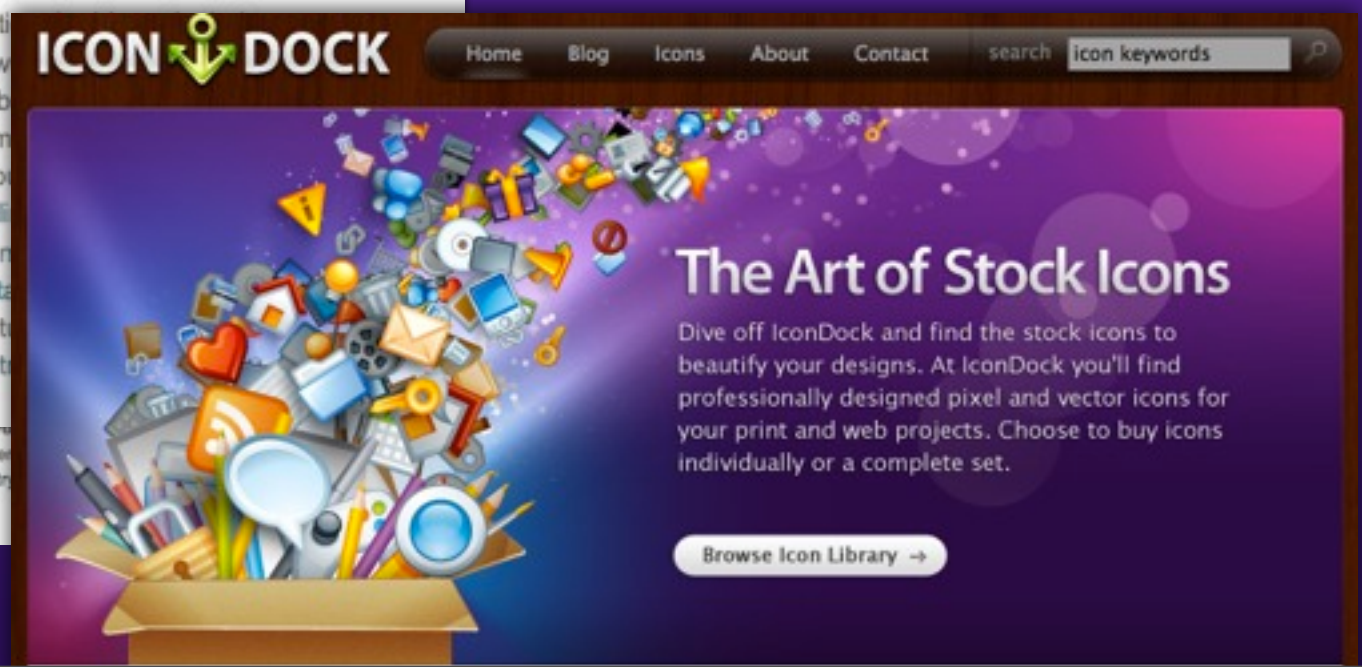 ICON DOCK
Home Blog Icons About Contact search icon keywords
The Art of Stock Icons
Dive off IconDock and find the stock icons to
beautify your designs. At IconDock you'll find
professionally designed pixel and vector icons for
your print and web projects. Choose to buy icons
individually or a complete set.
Browse Icon Library →